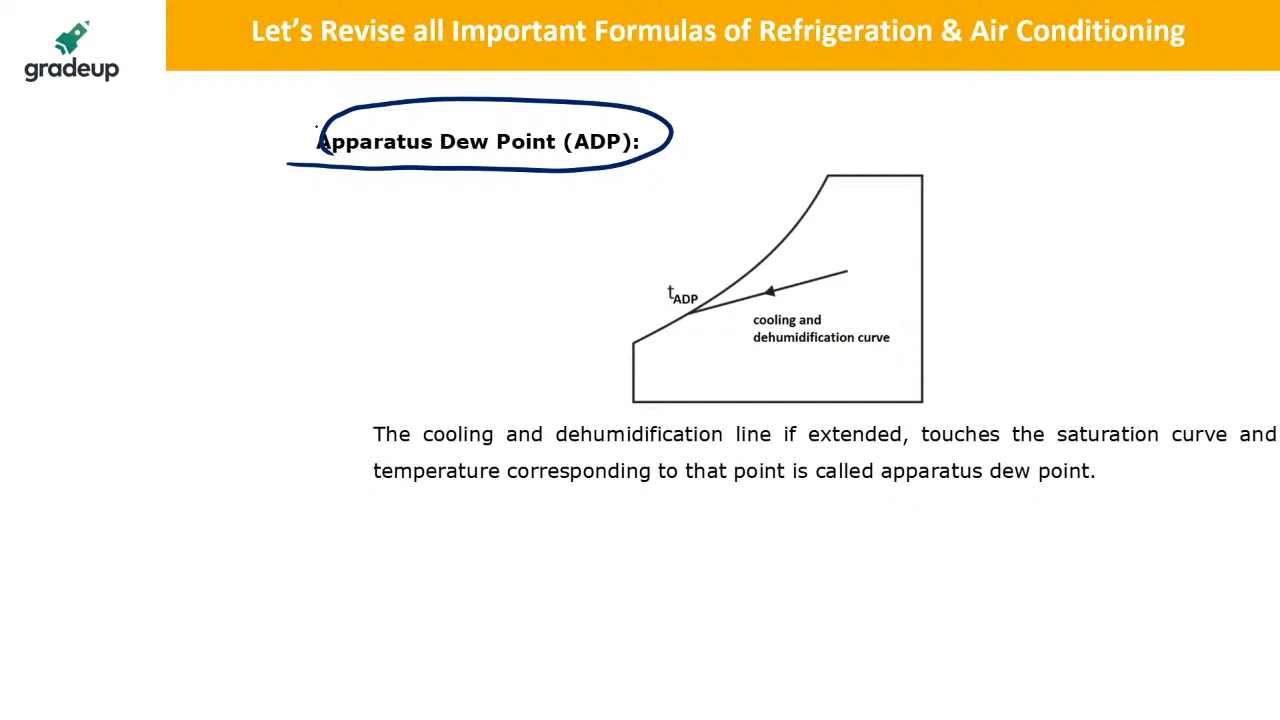 Let's Revise all Important Formulas of Refrigeration & Air Conditioning
gradeup
Apparatus Dew Point (ADP):
tADP
cooling and
dehumidification curve
The cooling and dehumidification line if extended, touches the saturation curve and
temperature corresponding to that point is called apparatus dew point.